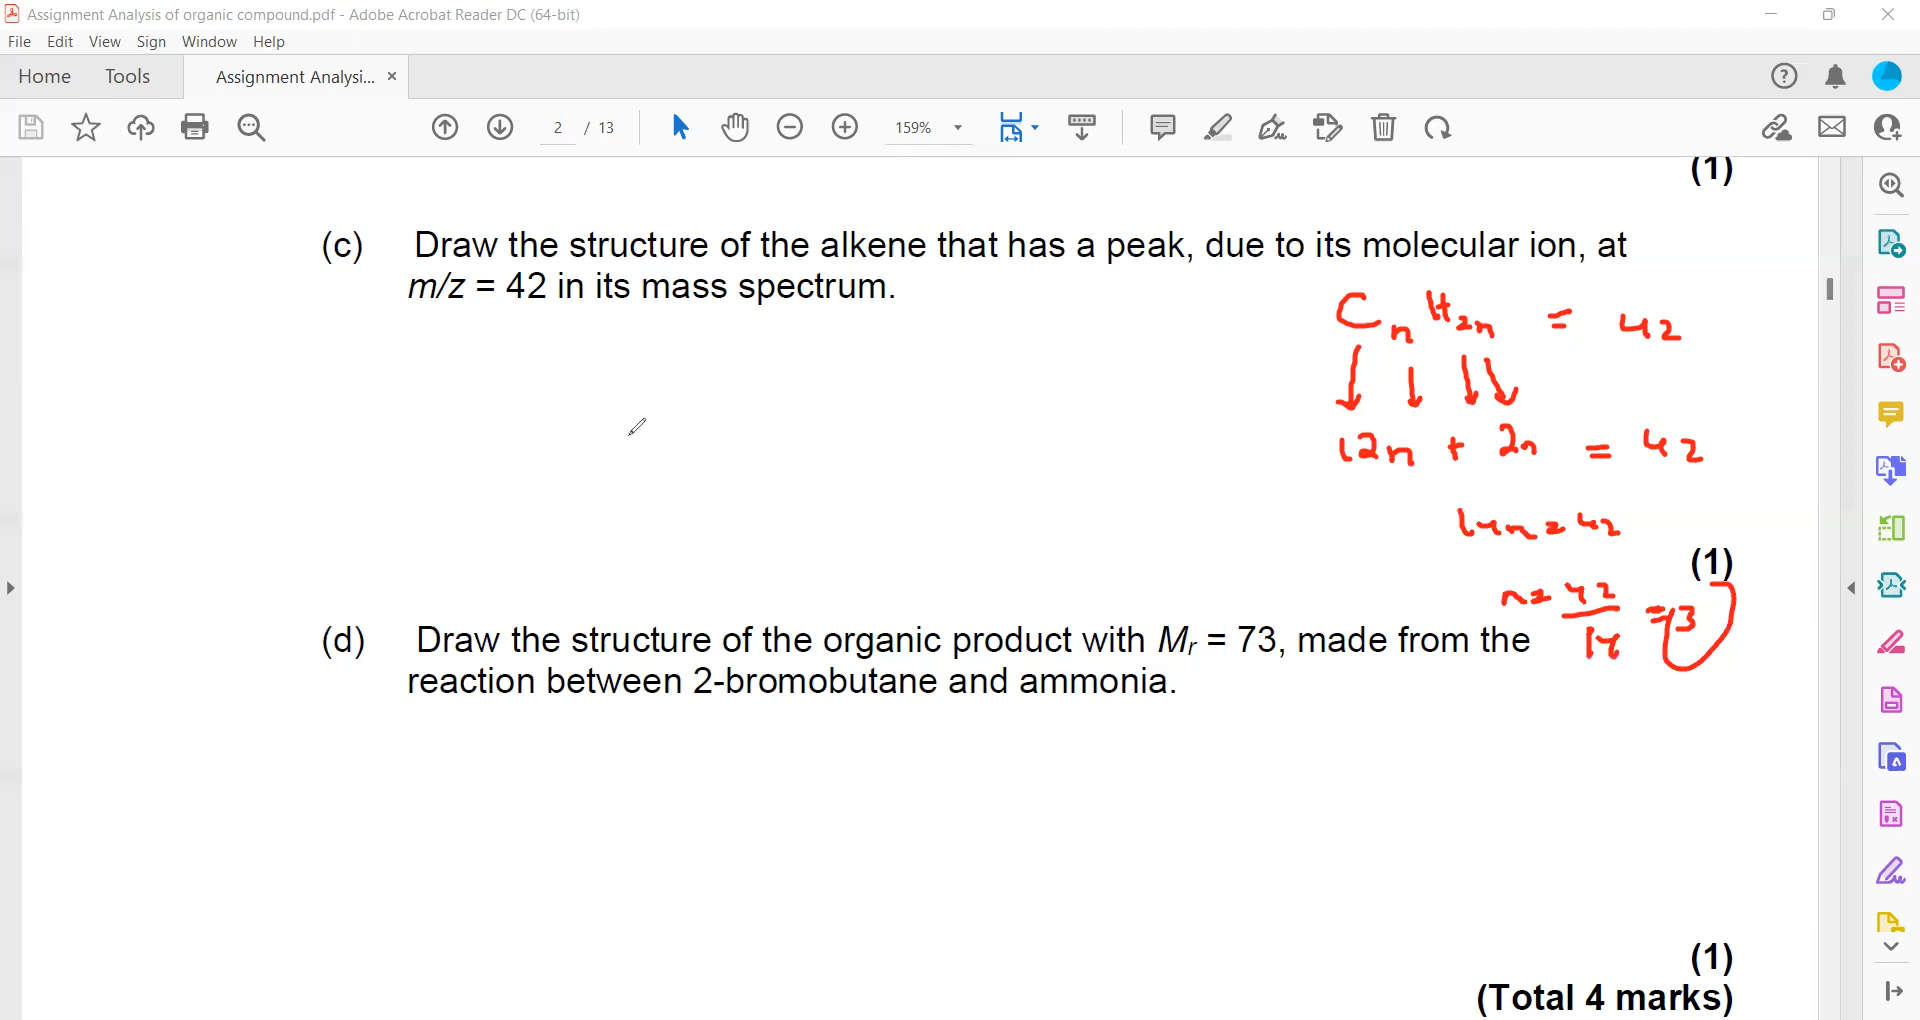 Assignment Analysis of organic compound.pdf - Adobe Acrobat Reader DC (64-bit)
File Edit View Sign Window Help
Home Tools Assignment Analysi... ×
2 / 13 159%
(1)
(c) Draw the structure of the alkene that has a peak, due to its molecular ion, at
m/z = 42 in its mass spectrum.
CnH2n = 42
12n + 2n = 42
14n = 42
(1)
n = 42/14 = 3
(d) Draw the structure of the organic product with Mr = 73, made from the
reaction between 2-bromobutane and ammonia.
(1)
(Total 4 marks)